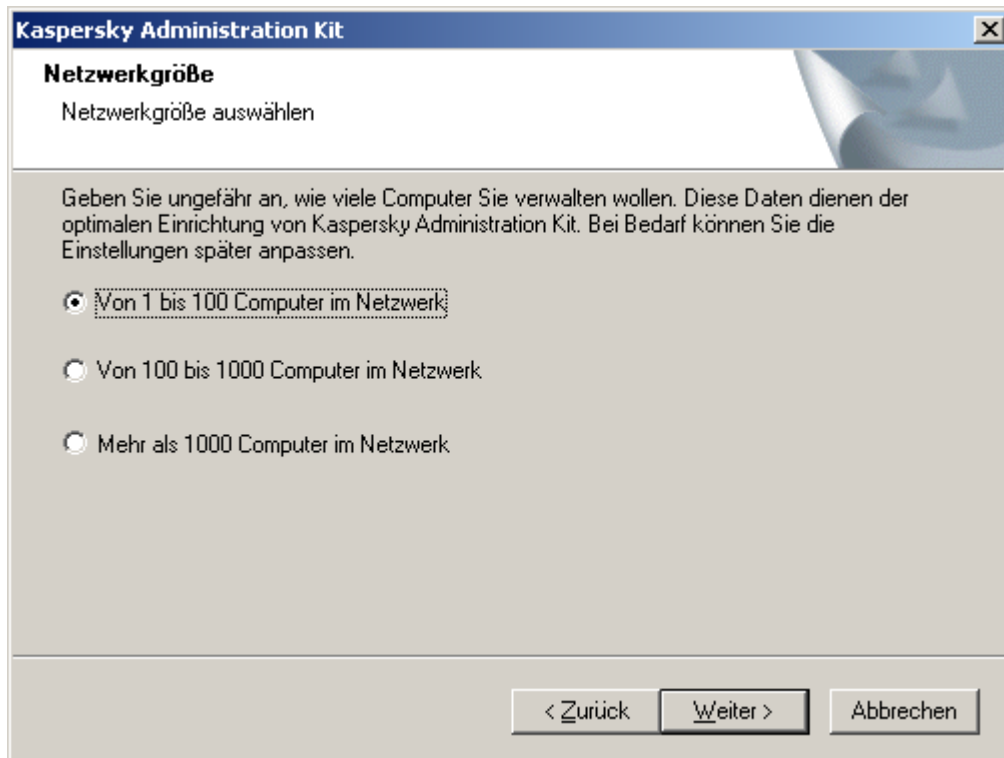 Kaspersky Administration Kit
Netzwerkgröße
Netzwerkgröße auswählen
Geben Sie ungefähr an, wie viele Computer Sie verwalten wollen. Diese Daten dienen der
optimalen Einrichtung von Kaspersky Administration Kit. Bei Bedarf können Sie die
Einstellungen später anpassen.
Von 1 bis 100 Computer im Netzwerk
Von 100 bis 1000 Computer im Netzwerk
Mehr als 1000 Computer im Netzwerk
< Zurück Weiter > Abbrechen